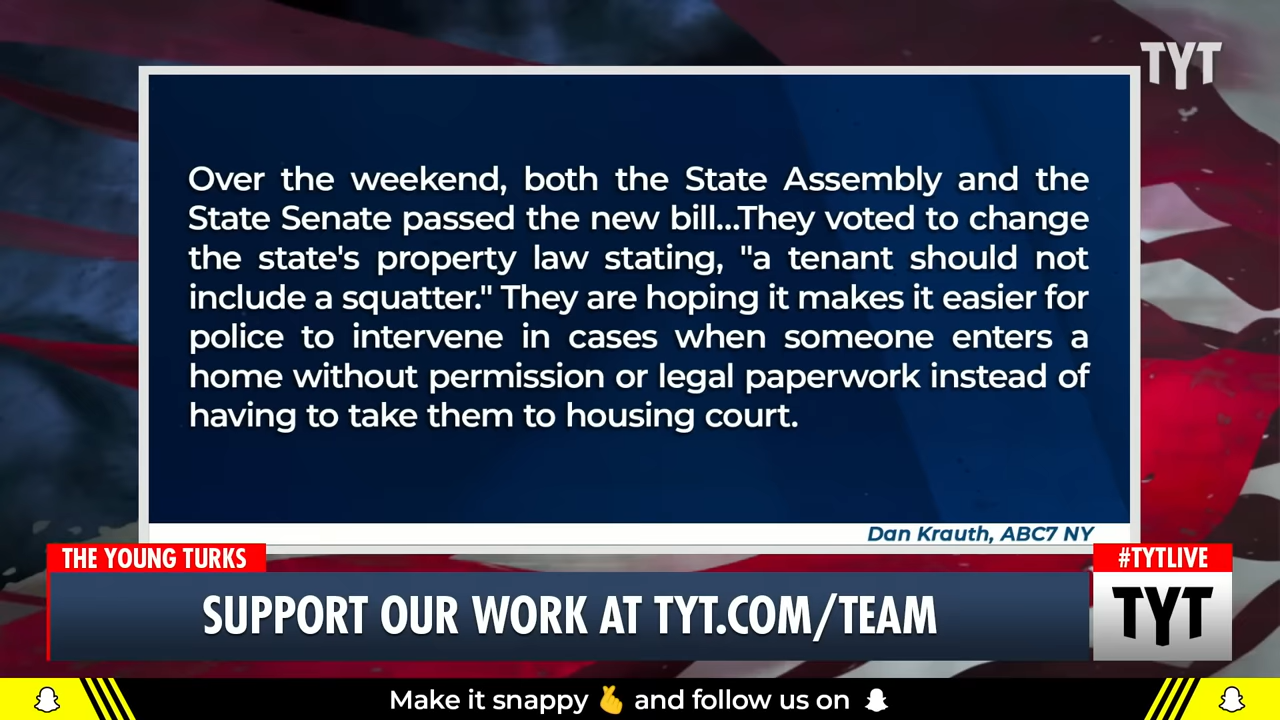 TYT
Over the weekend, both the State Assembly and the
State Senate passed the new bill...They voted to change
the state's property law stating, "a tenant should not
include a squatter." They are hoping it makes it easier for
police to intervene in cases when someone enters a
home without permission or legal paperwork instead of
having to take them to housing court.
Dan Krauth, ABC7 NY
THE YOUNG TURKS
#TYTLIVE
SUPPORT OUR WORK AT TYT.COM/TEAM
TYT
Make it snappy 🫰 and follow us on